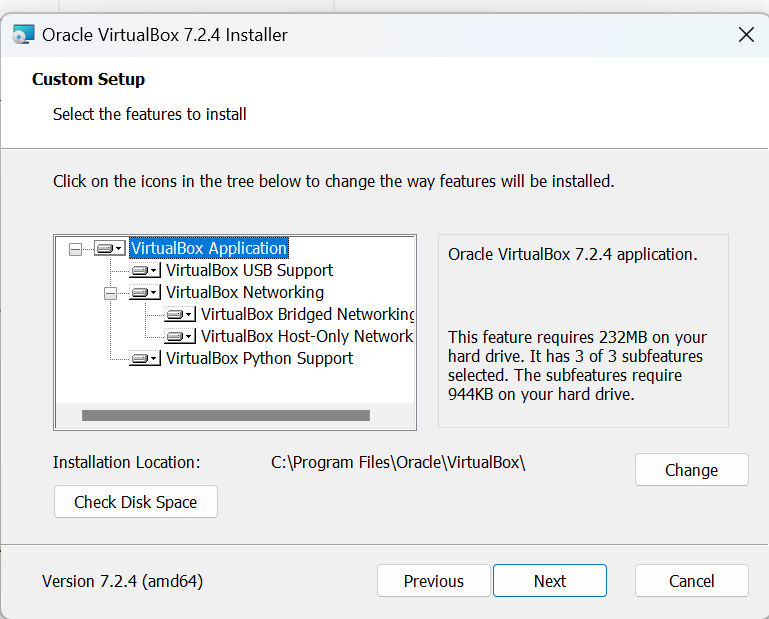 Oracle VirtualBox 7.2.4 Installer
Custom Setup
Select the features to install
Click on the icons in the tree below to change the way features will be installed.
VirtualBox Application
VirtualBox USB Support
VirtualBox Networking
VirtualBox Bridged Networking
VirtualBox Host-Only Network
VirtualBox Python Support
Oracle VirtualBox 7.2.4 application.
This feature requires 232MB on your
hard drive. It has 3 of 3 subfeatures
selected. The subfeatures require
944KB on your hard drive.
Installation Location:
C:\Program Files\Oracle\VirtualBox\
Change
Check Disk Space
Version 7.2.4 (amd64)
Previous
Next
Cancel